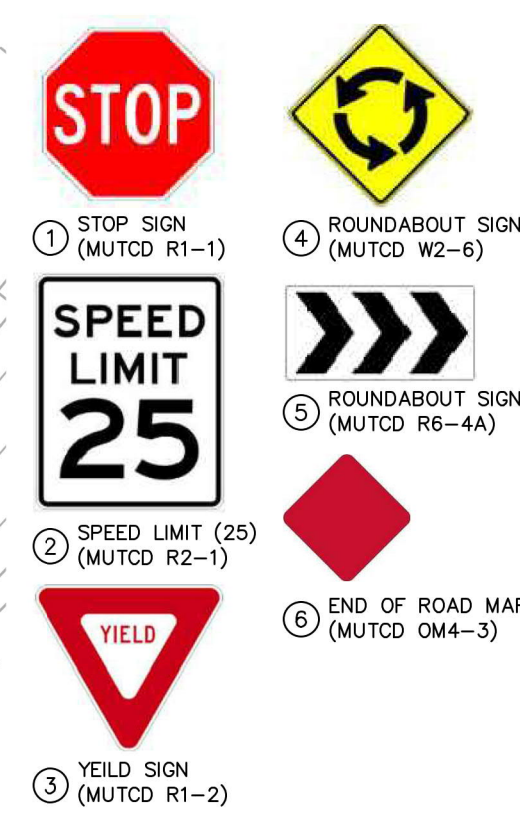 STOP
1 STOP SIGN
(MUTCD R1-1)
SPEED
LIMIT
25
2 SPEED LIMIT (25)
(MUTCD R2-1)
YIELD
3 YEILD SIGN
(MUTCD R1-2)
4 ROUNDABOUT SIGN
(MUTCD W2-6)
5 ROUNDABOUT SIGN
(MUTCD R6-4A)
6 END OF ROAD MAR
(MUTCD OM4-3)